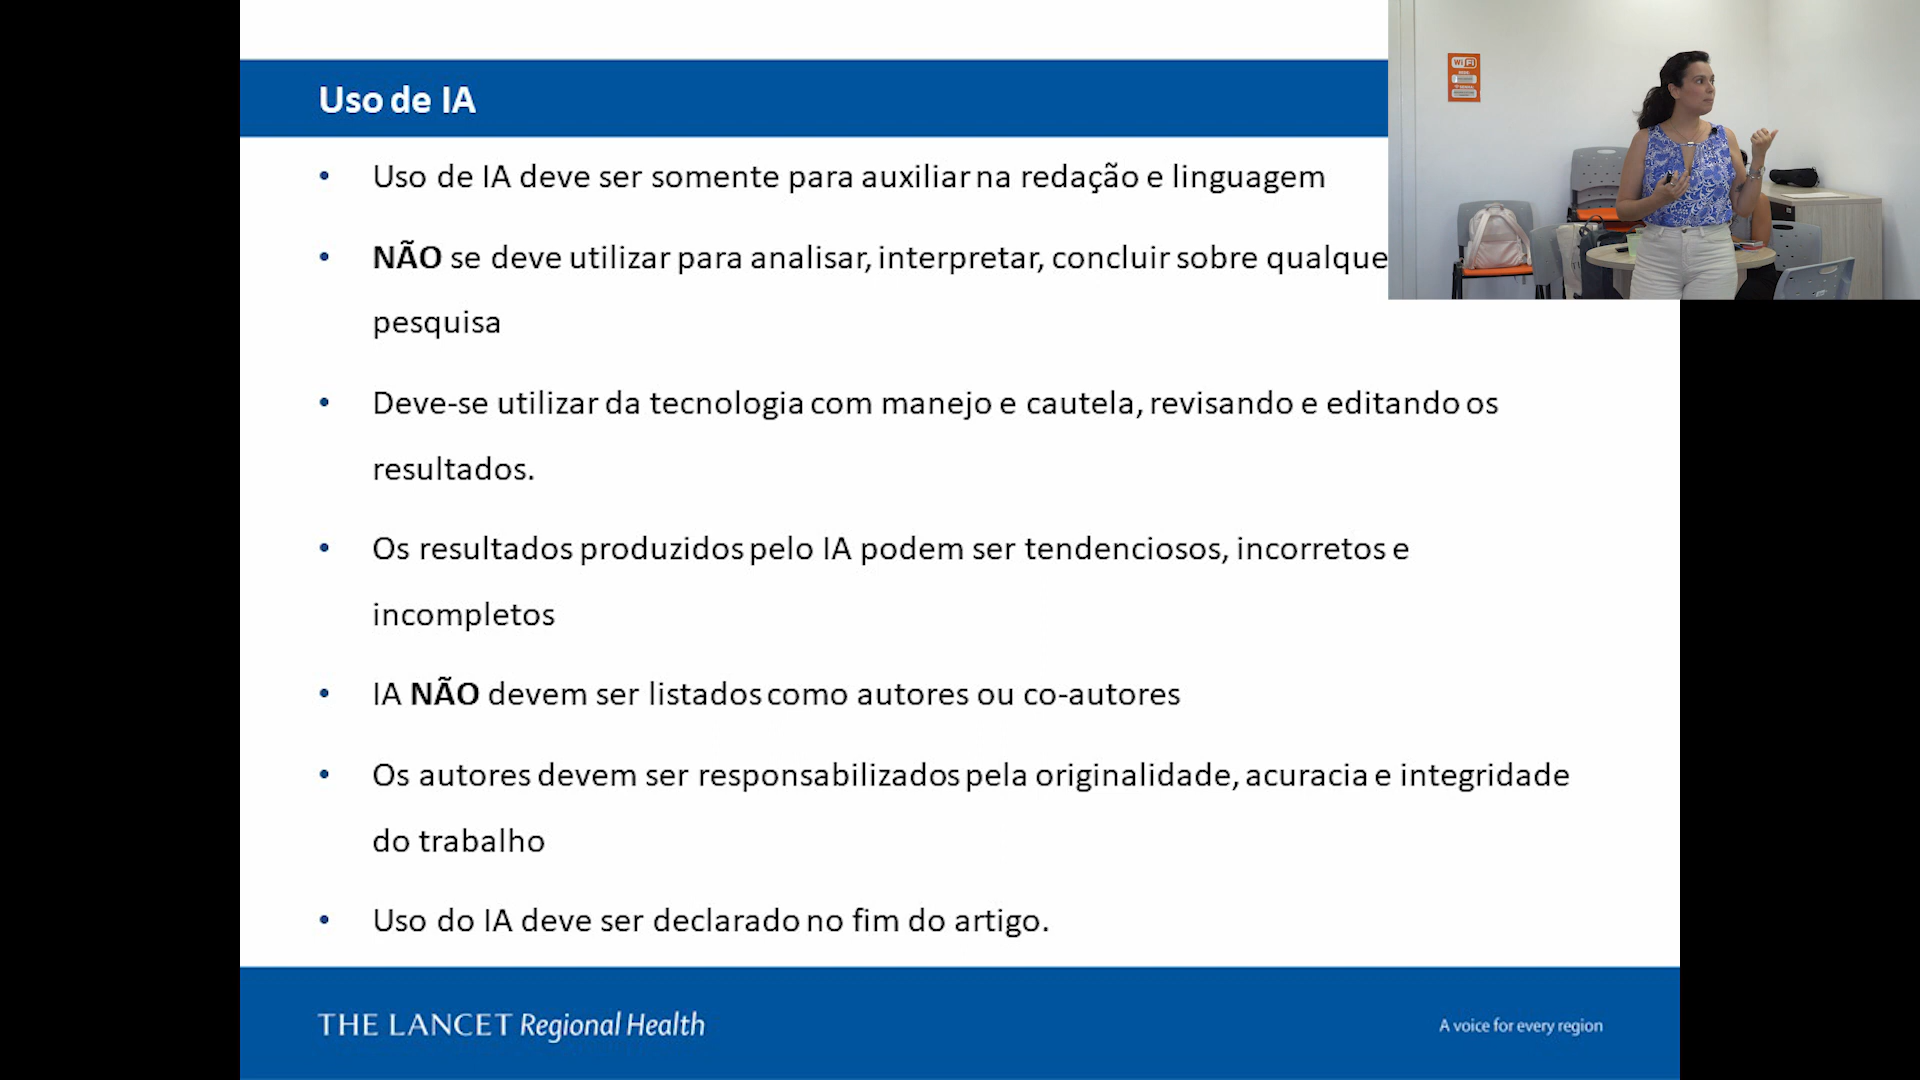 Uso de IA
WiFi
• Uso de IA deve ser somente para auxiliar na redação e linguagem
• NÃO se deve utilizar para analisar, interpretar, concluir sobre
pesquisa
• Deve-se utilizar da tecnologia com manejo e cautela, revisando e editando os
resultados.
• Os resultados produzidos pelo IA podem ser tendenciosos, incorretos e
incompletos
• IA NÃO devem ser listados como autores ou co-autores
• Os autores devem ser responsabilizados pela originalidade, acuracia e integridade
do trabalho
• Uso do IA deve ser declarado no fim do artigo.
THE LANCET Regional Health
A voice for every region